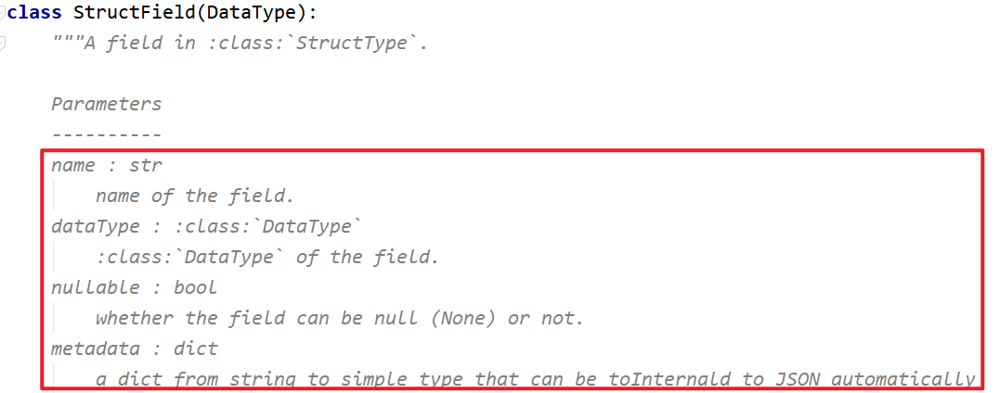 class StructField(DataType):
"""A field in :class:`StructType`.
Parameters
----------
name : str
name of the field.
dataType : :class:`DataType`
:class:`DataType` of the field.
nullable : bool
whether the field can be null (None) or not.
metadata : dict
a dict from string to simple type that can be toInternald to JSON automatically